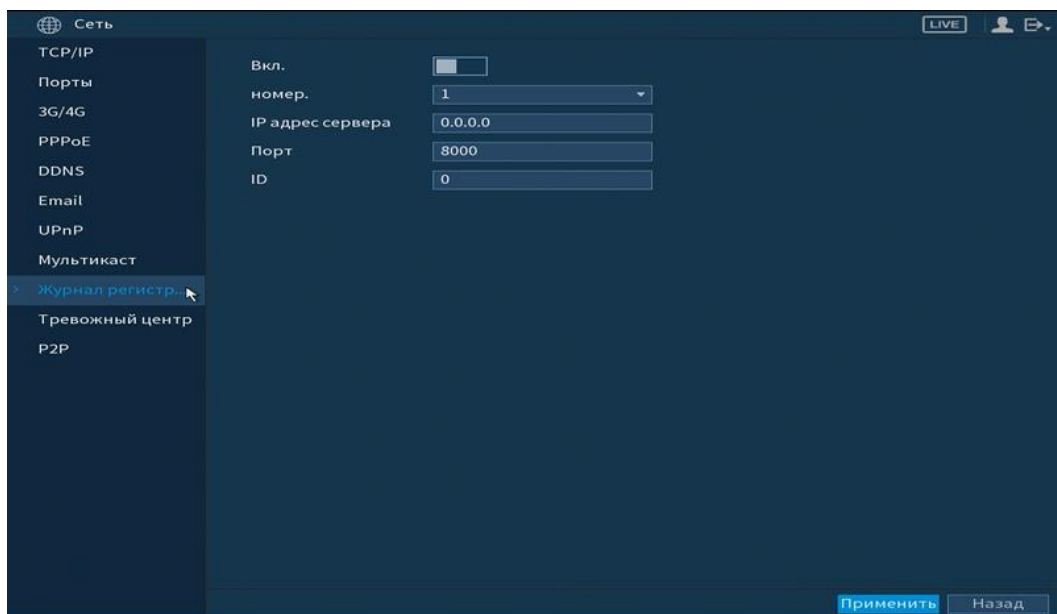 Сеть
LIVE
TCP/IP
Порты
3G/4G
PPPoE
DDNS
Email
UPnP
Мультикаст
Журнал регистр...
Тревожный центр
P2P
Вкл.
номер. 1
IP адрес сервера 0.0.0.0
Порт 8000
ID 0
Применить
Назад